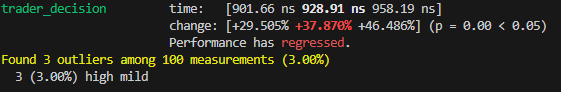 trader_decision time: [901.66 ns 928.91 ns 958.19 ns]
change: [+29.505% +37.870% +46.486%] (p = 0.00 < 0.05)
Performance has regressed.
Found 3 outliers among 100 measurements (3.00%)
3 (3.00%) high mild